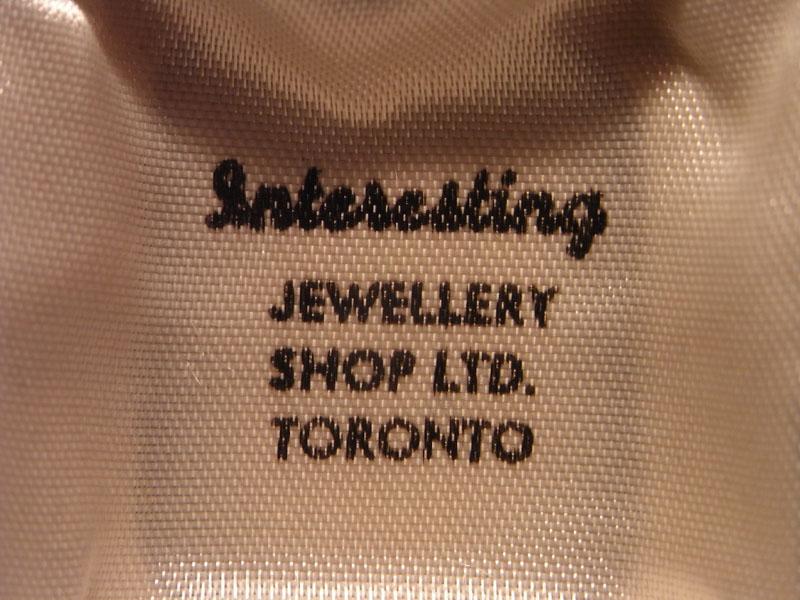 Interesting
JEWELLERY
SHOP LTD.
TORONTO